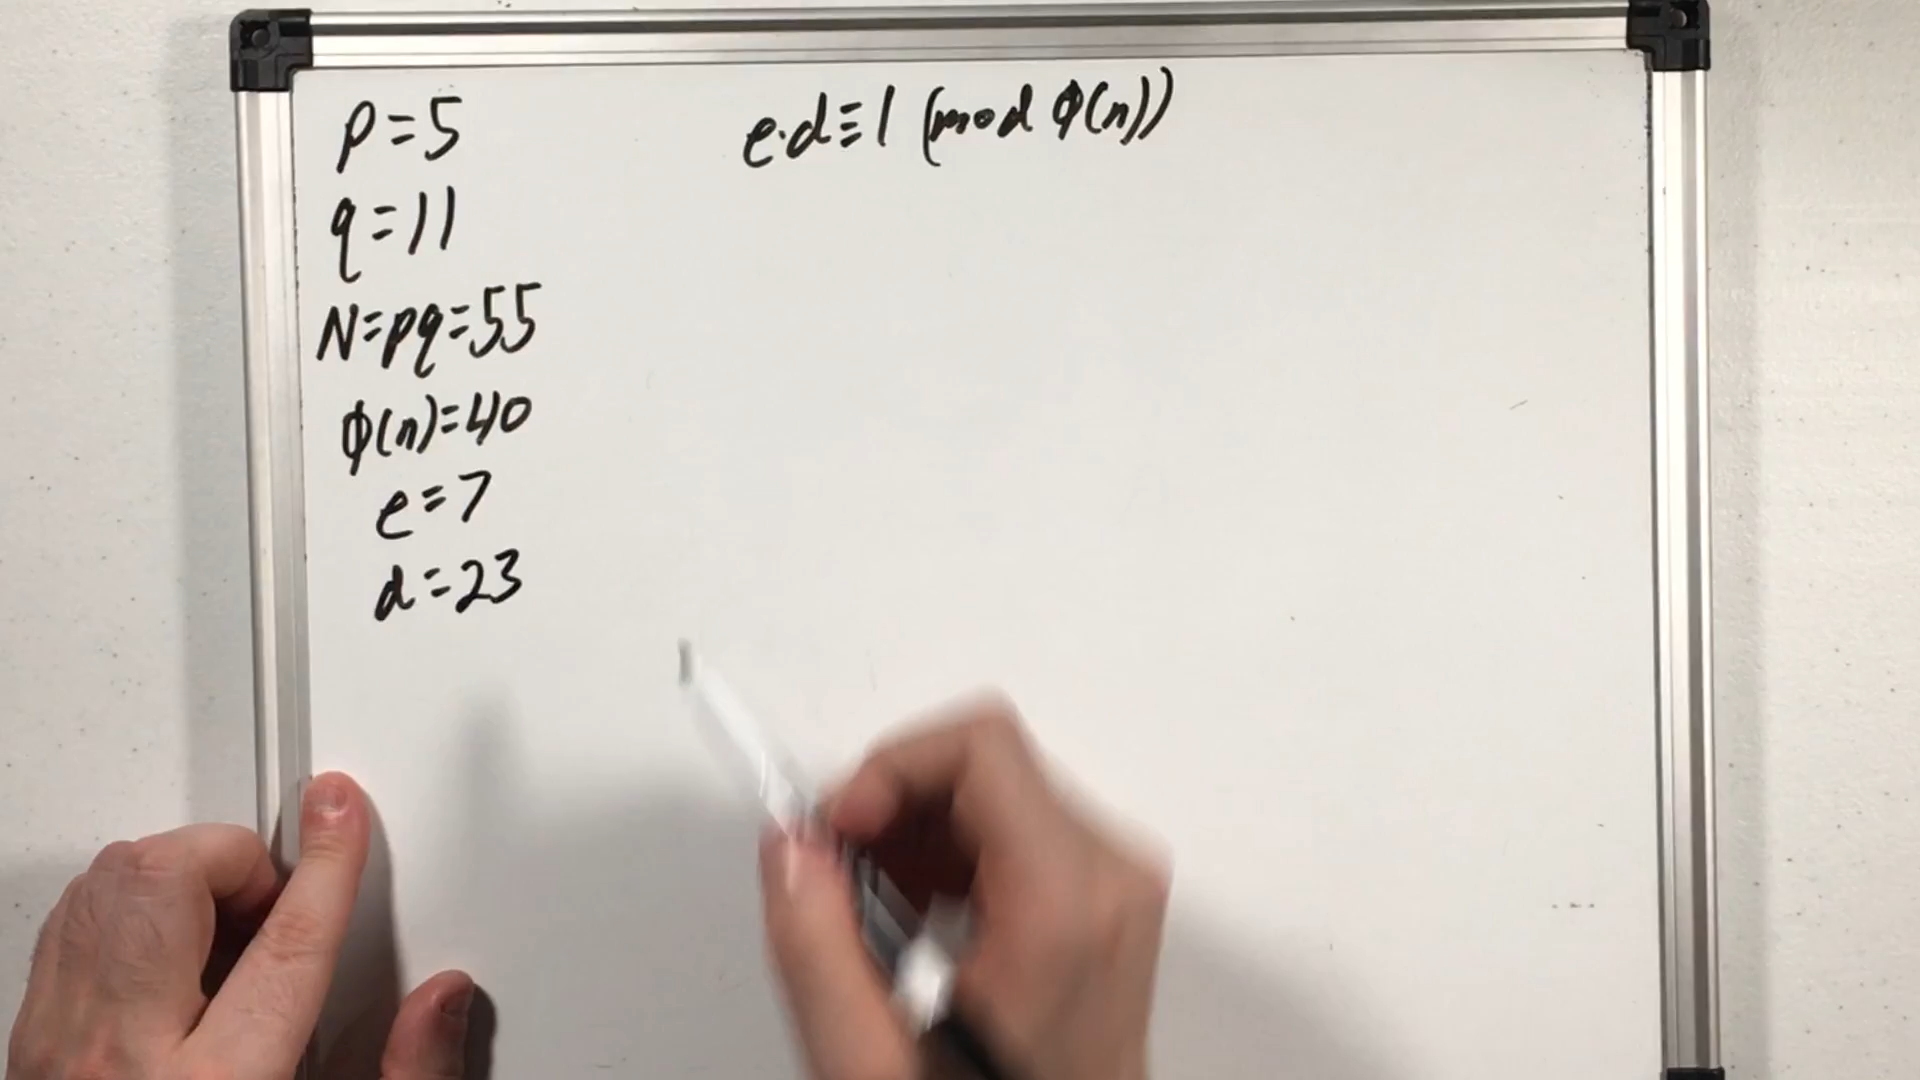 p=5
q=11
N=pq=55
ϕ(n)=40
e=7
d=23
e·d≡1 (mod ϕ(n))